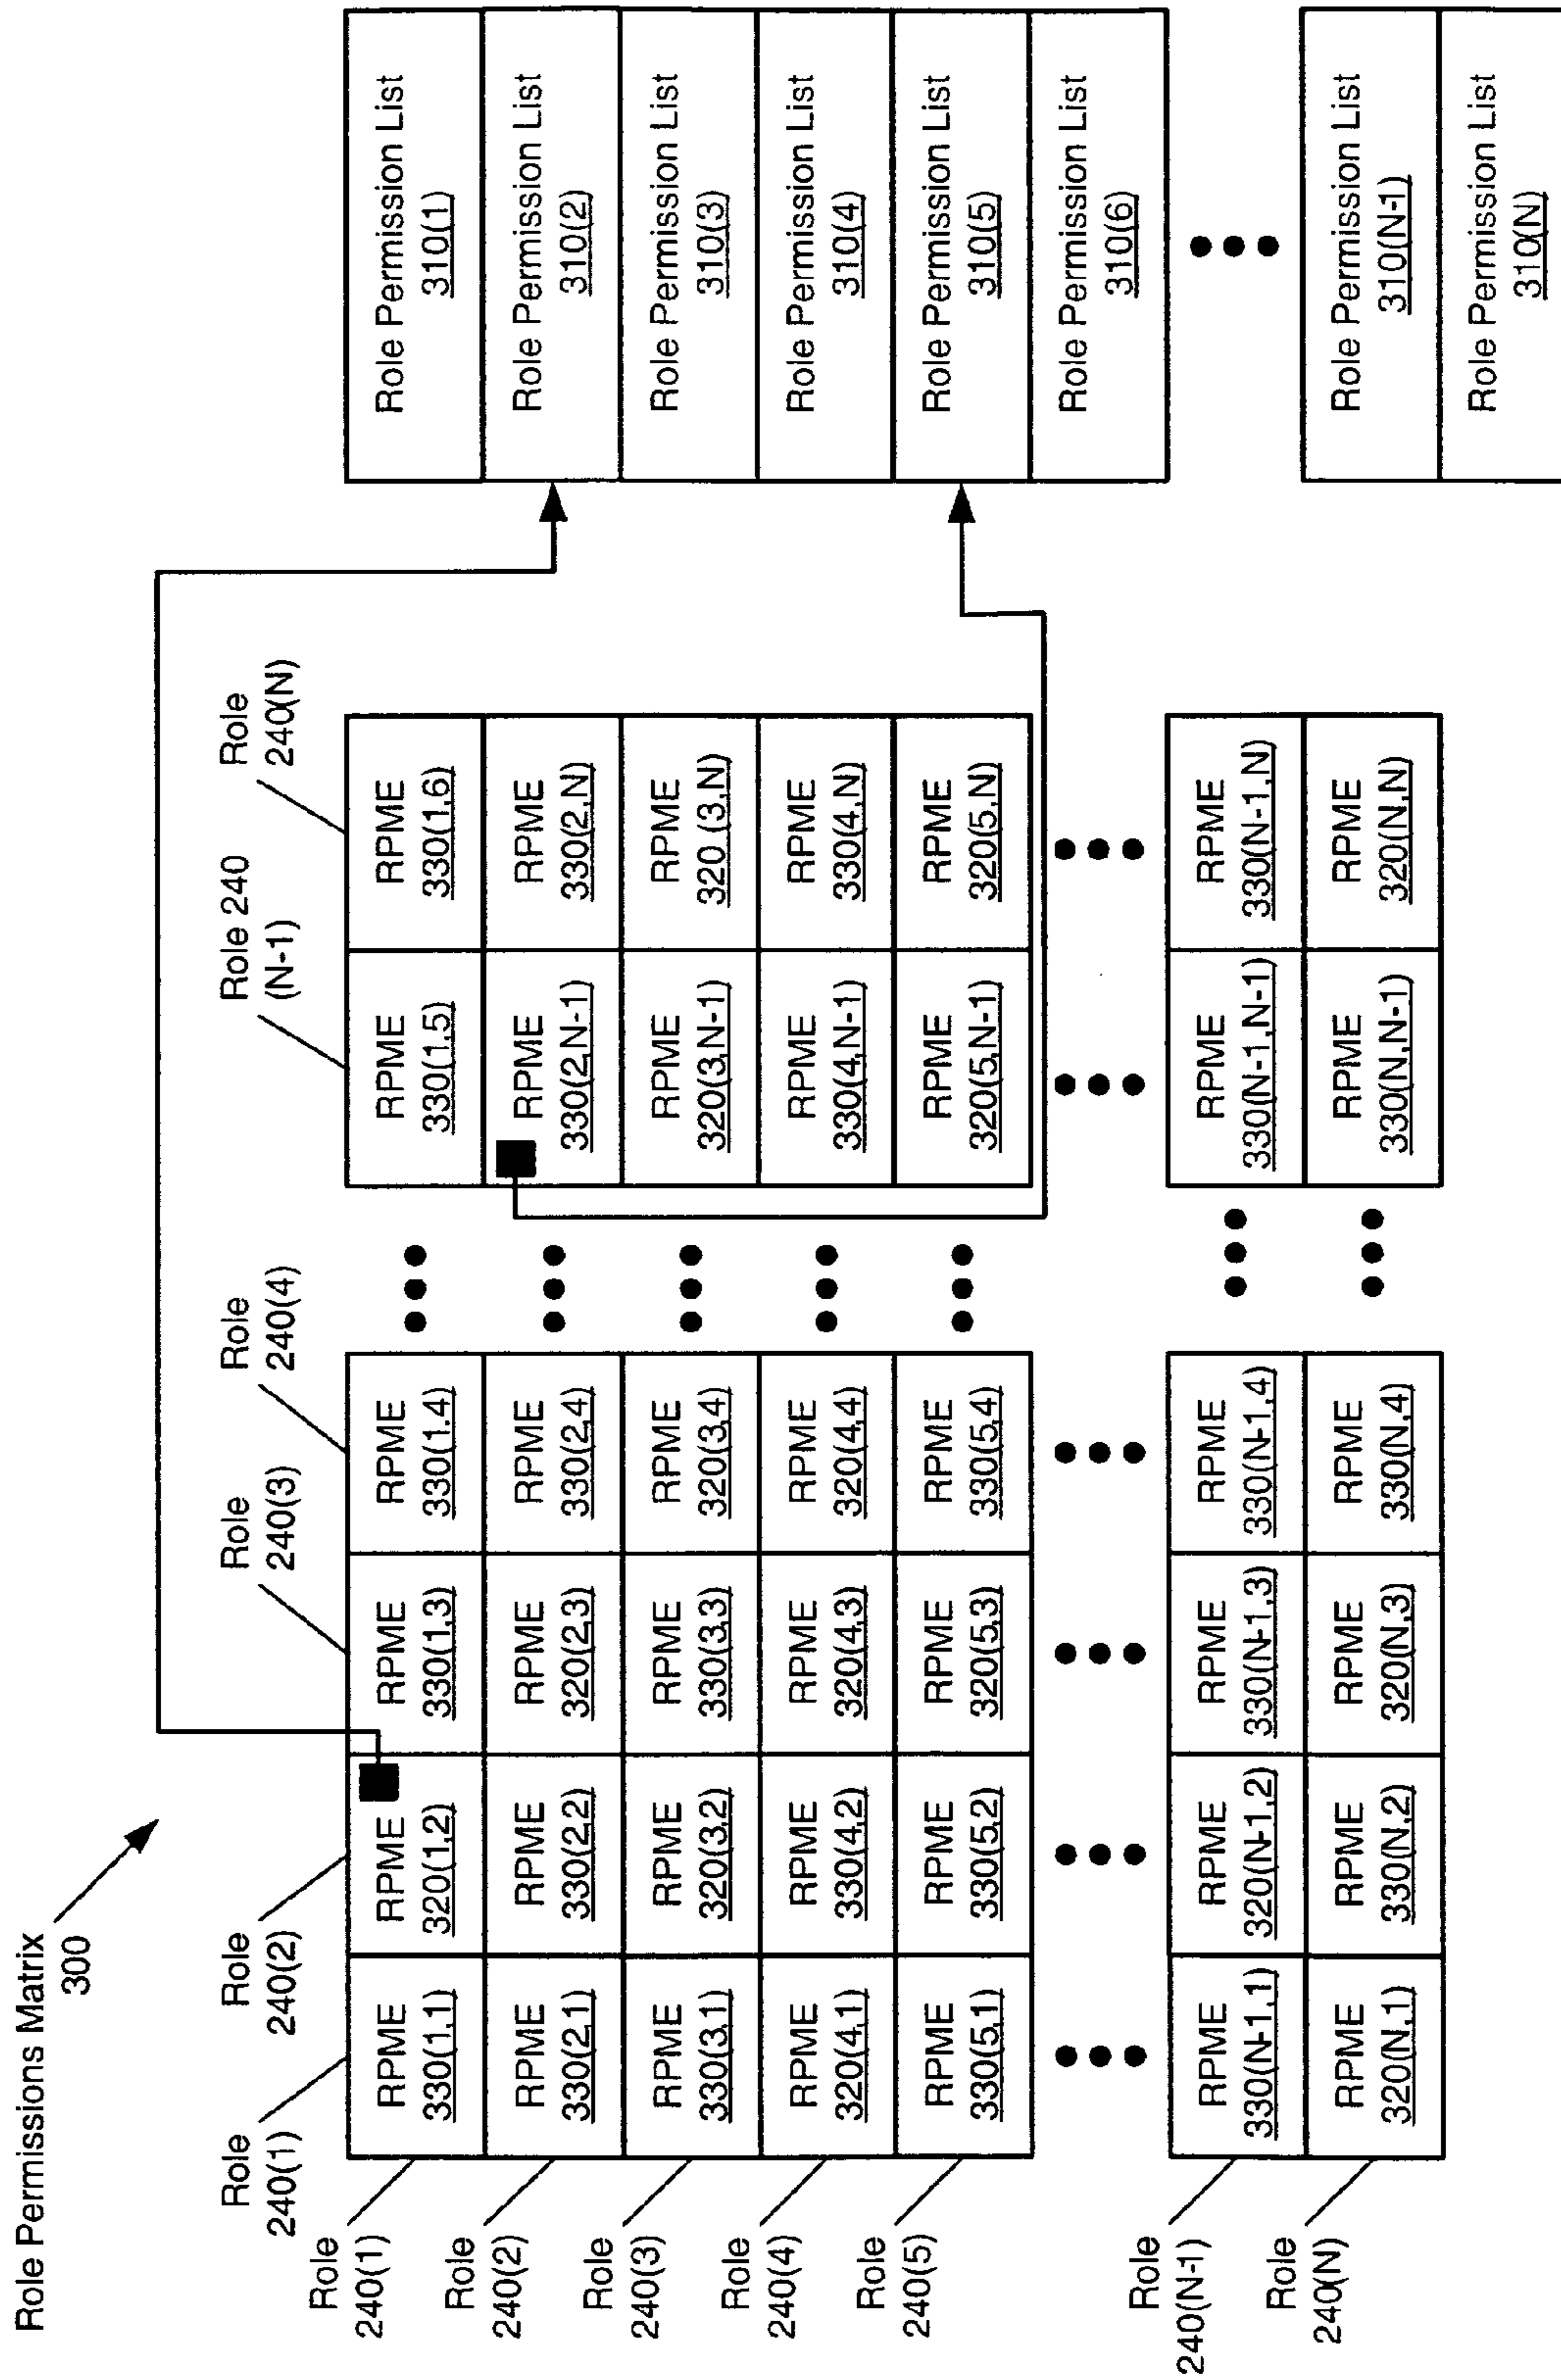 Role Permissions Matrix
300
Role
240(1)
Role
240(2)
Role
240(3)
Role
240(4)
Role 240
(N-1)
Role
240(N)
Role
240(1)
RPME
330(1,1)
RPME
320(1,2)
RPME
330(1,3)
RPME
330(1,4)
RPME
330(1,5)
RPME
330(1,6)
Role
240(2)
RPME
330(2,1)
RPME
330(2,2)
RPME
320(2,3)
RPME
330(2,4)
RPME
330(2,N-1)
RPME
330(2,N)
Role
240(3)
RPME
330(3,1)
RPME
320(3,2)
RPME
330(3,3)
RPME
320(3,4)
RPME
320(3,N-1)
RPME
320 (3,N)
Role
240(4)
RPME
320(4,1)
RPME
330(4,2)
RPME
320(4,3)
RPME
320(4,4)
RPME
330(4,N-1)
RPME
330(4,N)
Role
240(5)
RPME
330(5,1)
RPME
330(5,2)
RPME
320(5,3)
RPME
330(5,4)
RPME
320(5,N-1)
RPME
320(5,N)
Role
240(N-1)
RPME
330(N-1,1)
RPME
320(N-1,2)
RPME
330(N-1,3)
RPME
330(N-1,4)
RPME
330(N-1,N-1)
RPME
330(N-1,N)
Role
240(N)
RPME
320(N,1)
RPME
330(N,2)
RPME
320(N,3)
RPME
330(N,4)
RPME
330(N,N-1)
RPME
320(N,N)
Role Permission List
310(1)
Role Permission List
310(2)
Role Permission List
310(3)
Role Permission List
310(4)
Role Permission List
310(5)
Role Permission List
310(6)
Role Permission List
310(N-1)
Role Permission List
310(N)